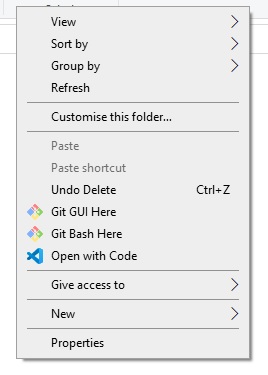 View
Sort by
Group by
Refresh
Customise this folder...
Paste
Paste shortcut
Undo Delete Ctrl+Z
Git GUI Here
Git Bash Here
Open with Code
Give access to
New
Properties